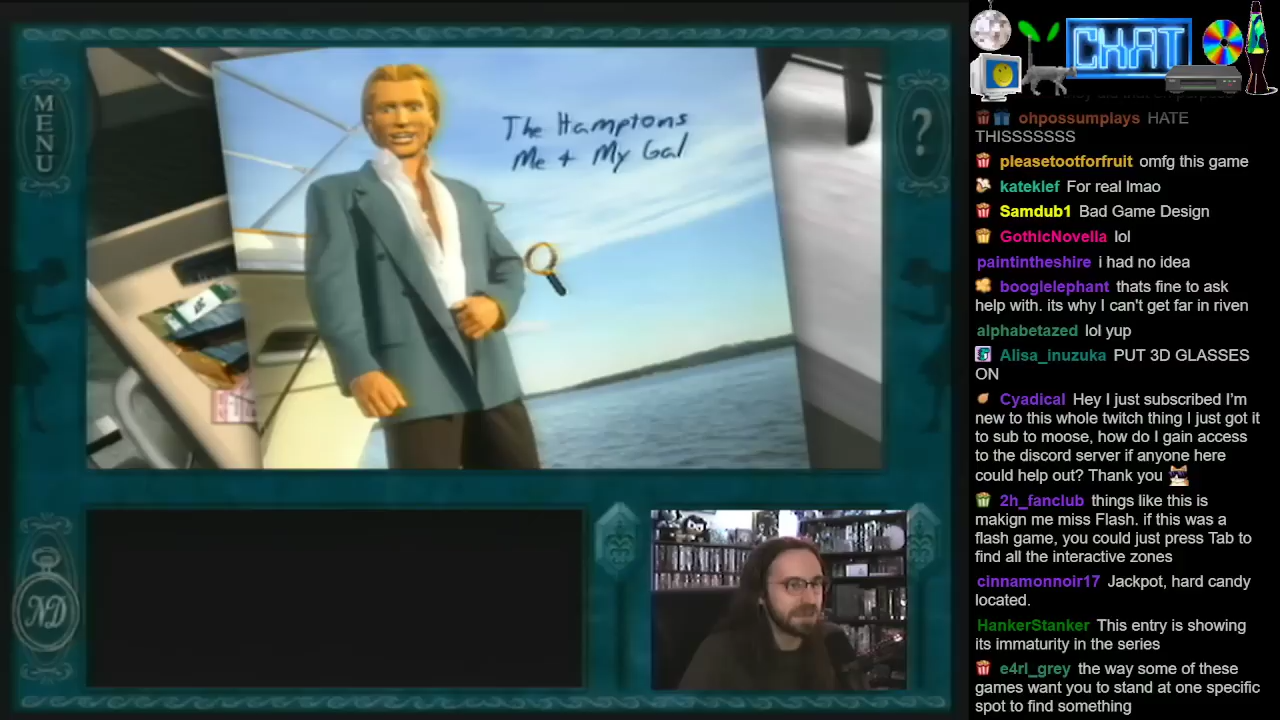 CHAT
MENU
?
The Hamptons
Me + My Gal
ND
ohpossumplays HATE
THISSSSSSS
pleasetootforfruit omfg this game
kateklef For real lmao
Samdub1 Bad Game Design
GothicNovella lol
paintintheshire i had no idea
booglelephant thats fine to ask
help with. its why I can't get far in riven
alphabetazed lol yup
Alisa_inuzuka PUT 3D GLASSES
ON
Cyadical Hey I just subscribed I'm
new to this whole twitch thing I just got it
to sub to moose, how do I gain access
to the discord server if anyone here
could help out? Thank you
2h_fanclub things like this is
makign me miss Flash. if this was a
flash game, you could just press Tab to
find all the interactive zones
cinnamonnoir17 Jackpot, hard candy
located.
HankerStanker This entry is showing
its immaturity in the series
e4rl_grey the way some of these
games want you to stand at one specific
spot to find something